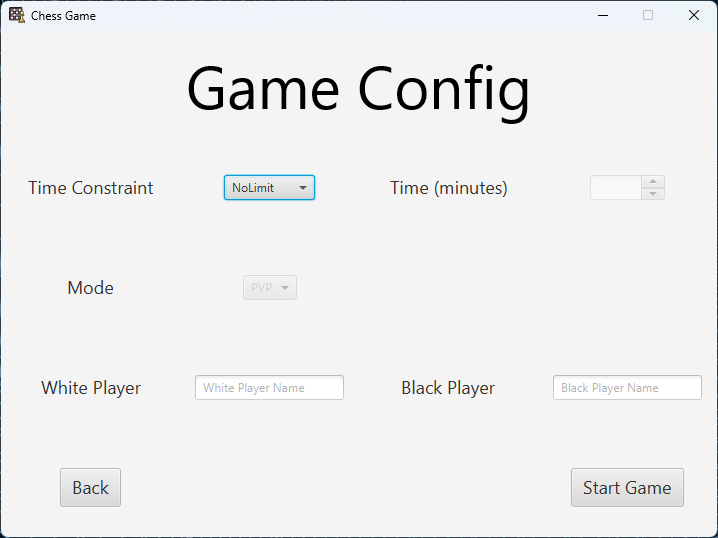 Chess Game
Game Config
Time Constraint NoLimit Time (minutes)
Mode PVP
White Player White Player Name Black Player Black Player Name
Back Start Game